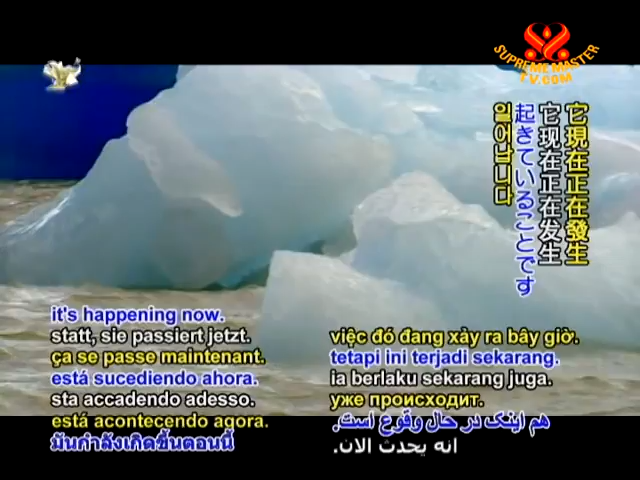 SUPREME MASTER
TV.COM
它現在正在發生
它现在正在发生
起きていることです
일어납니다
it's happening now.
statt, sie passiert jetzt.
ça se passe maintenant.
está sucediendo ahora.
sta accadendo adesso.
está acontecendo agora.
มันกำลังเกิดขึ้นตอนนี้
việc đó đang xảy ra bây giờ.
tetapi ini terjadi sekarang.
ia berlaku sekarang juga.
уже происходит.
هم اینک در حال وقوع است.
انه يحدث الان.